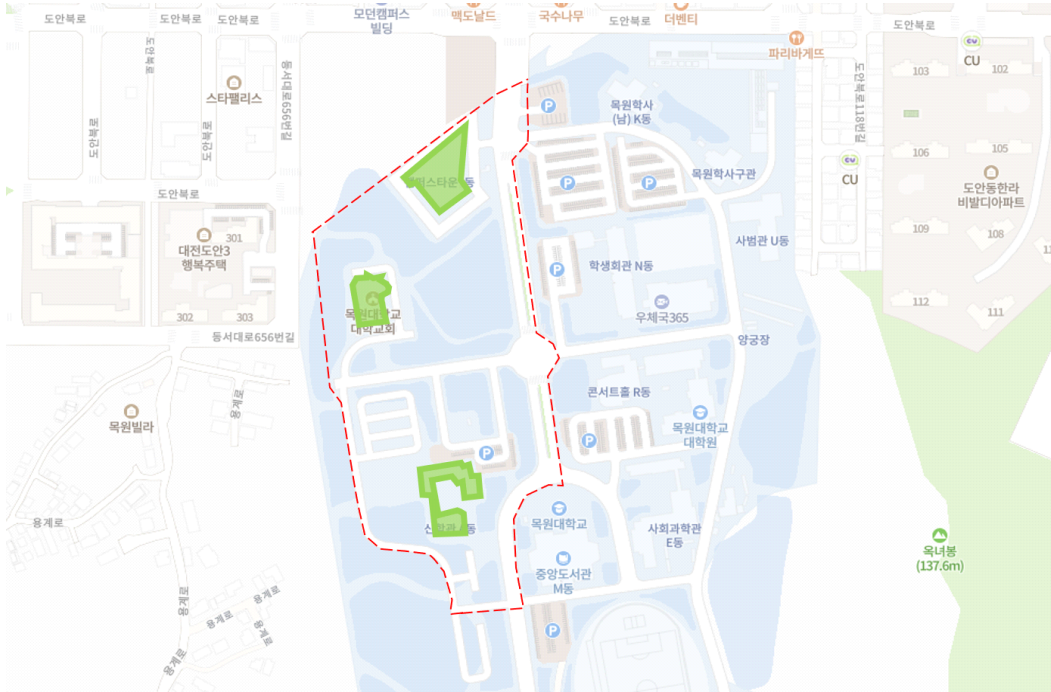 도안북로
도안북로
도안북로
모던캠퍼스
빌딩
맥도날드
국수나무
도안북로
더벤티
도안북로
파리바게뜨
CU
103
102
도안북로
동서대로656번길
스타팰리스
P
목원학사
(남) K동
도안북로118번길
도안북로
도안북로
106
105
CU
P
P
목원학사구관
도안북로
도안동한라
비발디아파트
301
대전도안3
행복주택
사범관 U동
109
108
P
학생회관 N동
302
303
목원대학교
대학교회
우체국365
112
111
동서대로656번길
양궁장
용계로
콘서트홀 R동
목원빌라
P
P
목원대학교
대학원
용계로
목원대학교
사회과학관
E동
옥녀봉
(137.6m)
중앙도서관
M동
용계로
용계로
용계로
용계로
용계로
P